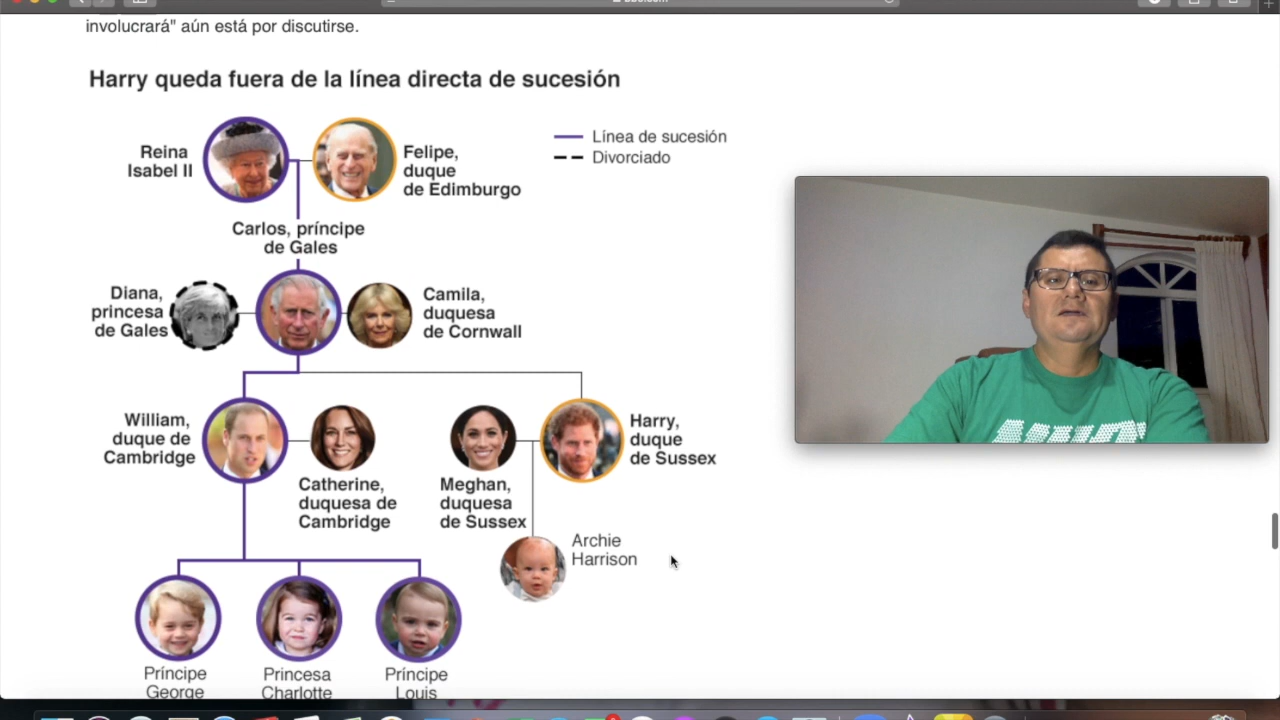 involucrará" aún está por discutirse.
Harry queda fuera de la línea directa de sucesión
Reina
Isabel II
Felipe,
duque
de Edimburgo
Línea de sucesión
Divorciado
Carlos, príncipe
de Gales
Diana,
princesa
de Gales
Camila,
duquesa
de Cornwall
William,
duque de
Cambridge
Catherine,
duquesa de
Cambridge
Meghan,
duquesa
de Sussex
Harry,
duque
de Sussex
Archie
Harrison
Príncipe
George
Princesa
Charlotte
Príncipe
Louis